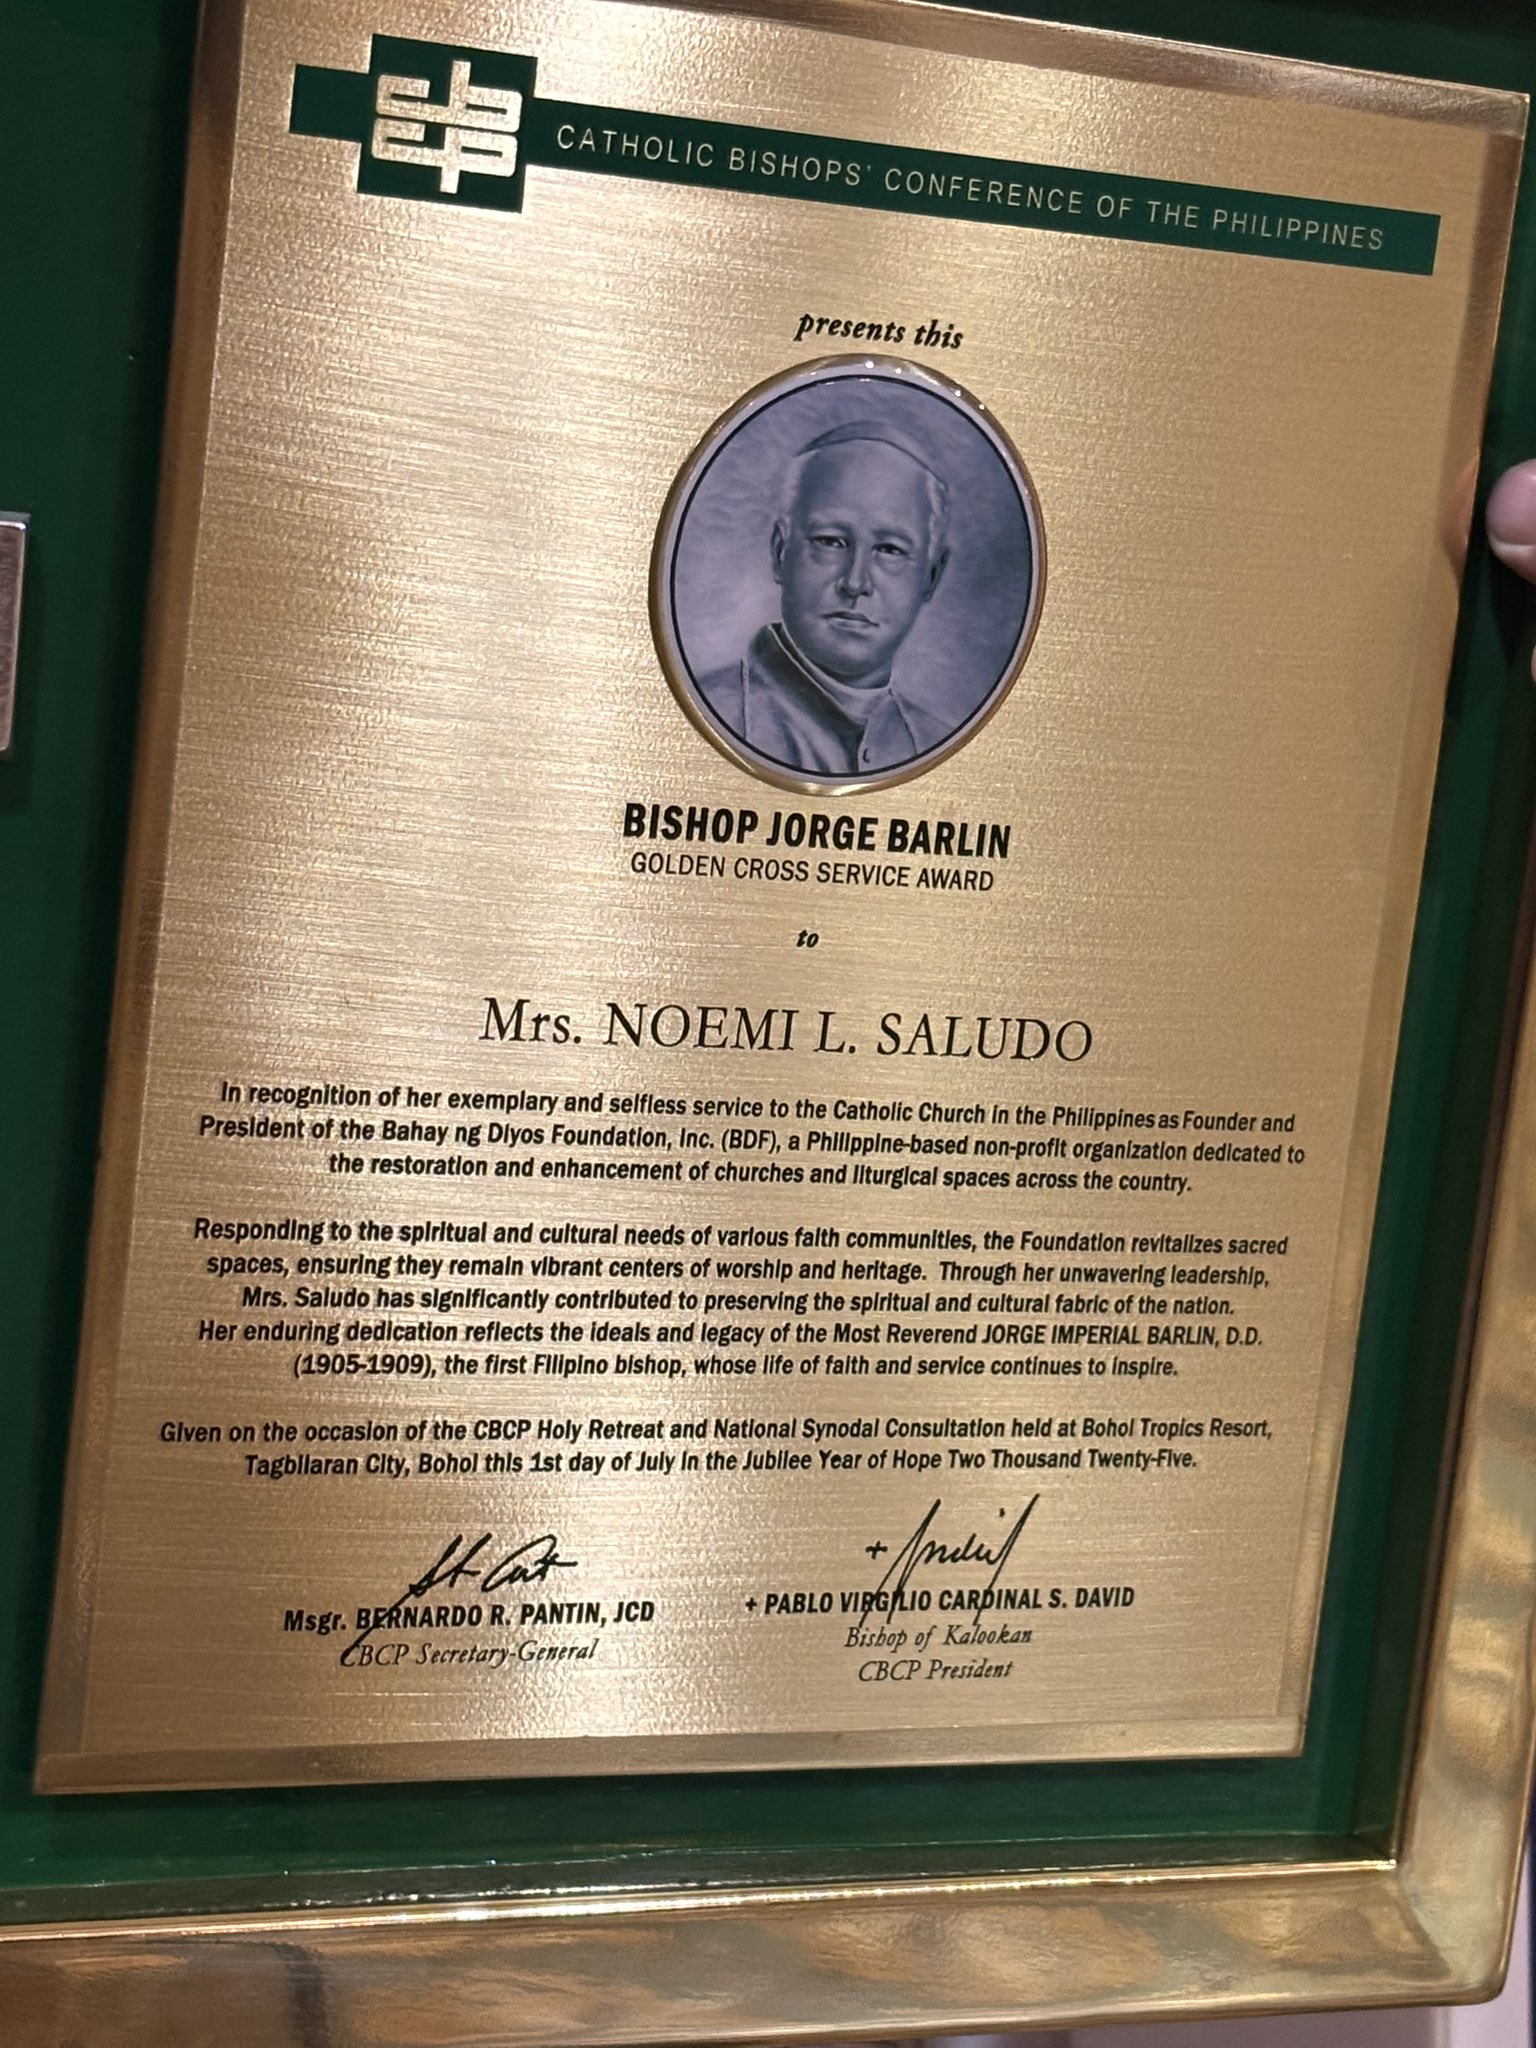 cb
cp
CATHOLIC BISHOPS' CONFERENCE OF THE PHILIPPINES
presents this
BISHOP JORGE BARLIN
GOLDEN CROSS SERVICE AWARD
to
Mrs. NOEMI L. SALUDO
In recognition of her exemplary and selfless service to the Catholic Church in the Philippines as Founder and
President of the Bahay ng Diyos Foundation, Inc. (BDF), a Philippine-based non-profit organization dedicated to
the restoration and enhancement of churches and liturgical spaces across the country.
Responding to the spiritual and cultural needs of various faith communities, the Foundation revitalizes sacred
spaces, ensuring they remain vibrant centers of worship and heritage. Through her unwavering leadership,
Mrs. Saludo has significantly contributed to preserving the spiritual and cultural fabric of the nation.
Her enduring dedication reflects the ideals and legacy of the Most Reverend JORGE IMPERIAL BARLIN, D.D.
(1905-1909), the first Filipino bishop, whose life of faith and service continues to inspire.
Given on the occasion of the CBCP Holy Retreat and National Synodal Consultation held at Bohol Tropics Resort,
Tagbilaran City, Bohol this 1st day of July in the Jubilee Year of Hope Two Thousand Twenty-Five.
Msgr. BERNARDO R. PANTIN, JCD
CBCP Secretary-General
+ PABLO VIRGILIO CARDINAL S. DAVID
Bishop of Kalookan
CBCP President